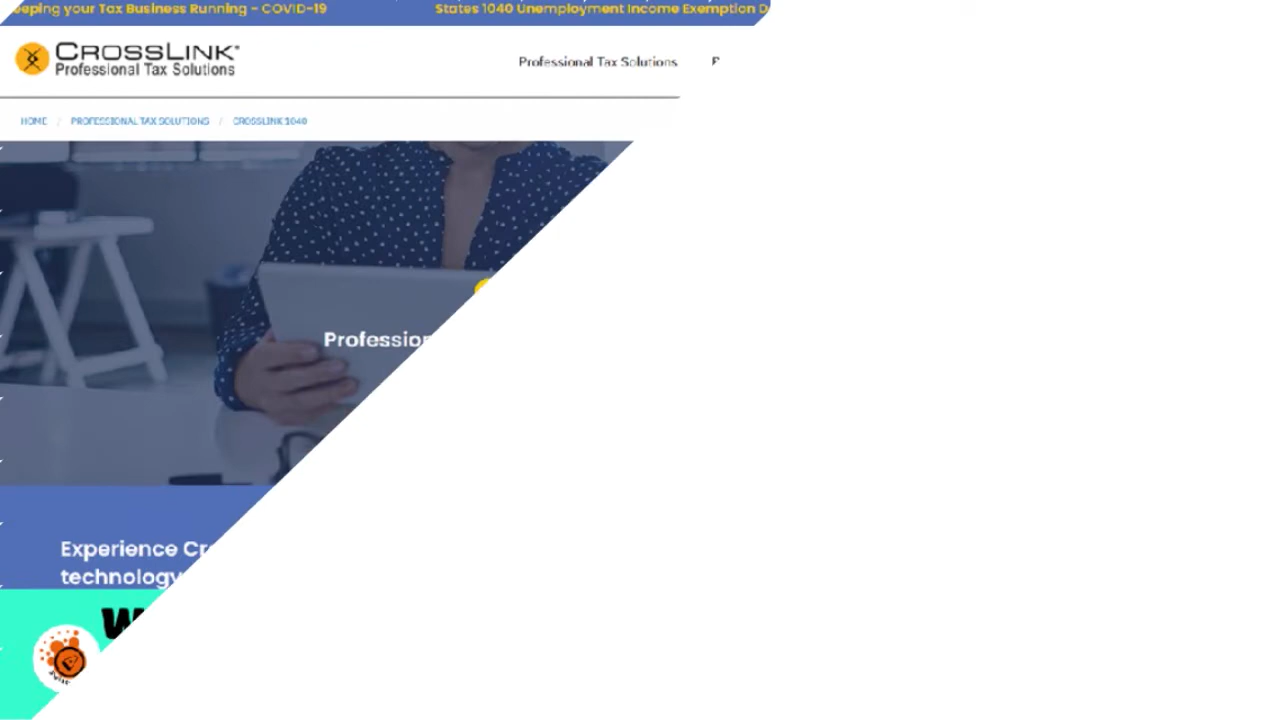 eping your Tax Business Running - COVID-19 States 1040 Unemployment Income Exemption D
CROSSLINK®
Professional Tax Solutions
Professional Tax Solutions
HOME / PROFESSIONAL TAX SOLUTIONS / CROSSLINK 1040
Profession
Experience Cr
technology
W